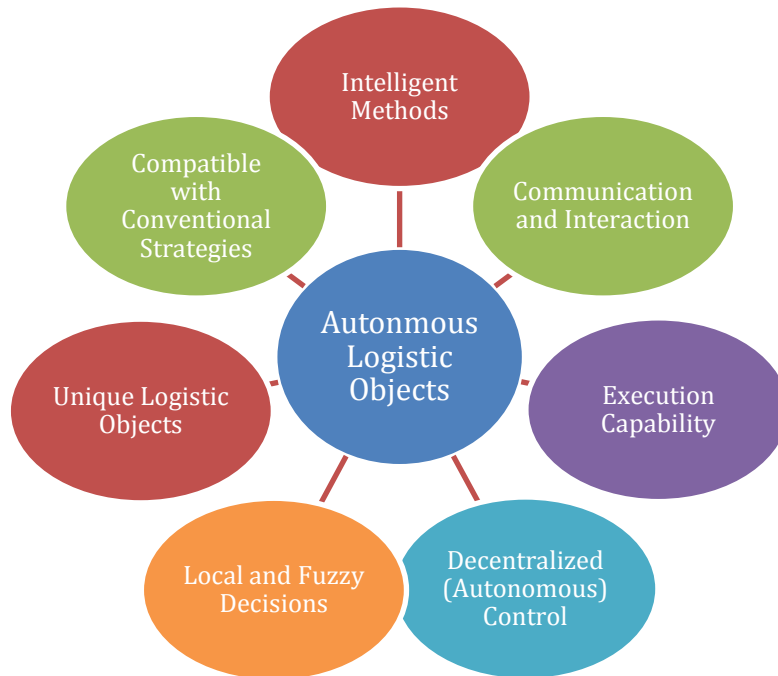 Intelligent
Methods
Compatible
with
Conventional
Strategies
Communication
and Interaction
Autonmous
Logistic
Objects
Unique Logistic
Objects
Execution
Capability
Local and Fuzzy
Decisions
Decentralized
(Autonomous)
Control